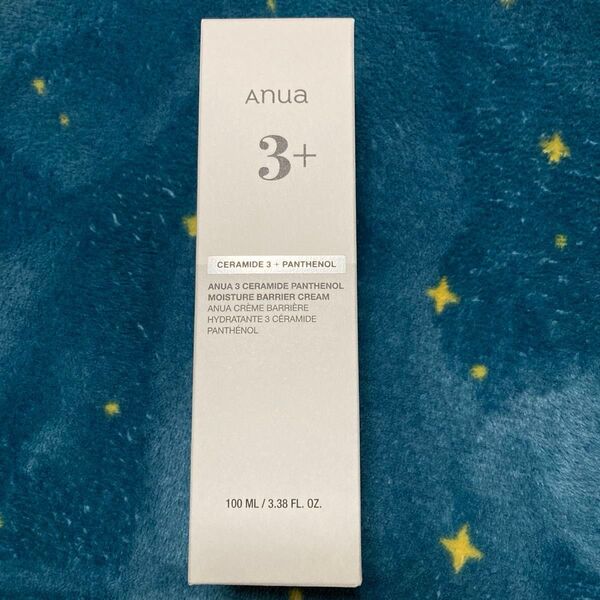 Anua
3+
CERAMIDE 3 + PANTHENOL
ANUA 3 CERAMIDE PANTHENOL
MOISTURE BARRIER CREAM
ANUA CRÈME BARRIÈRE
HYDRATANTE 3 CÉRAMIDE
PANTHÉNOL
100 ML / 3.38 FL. OZ.